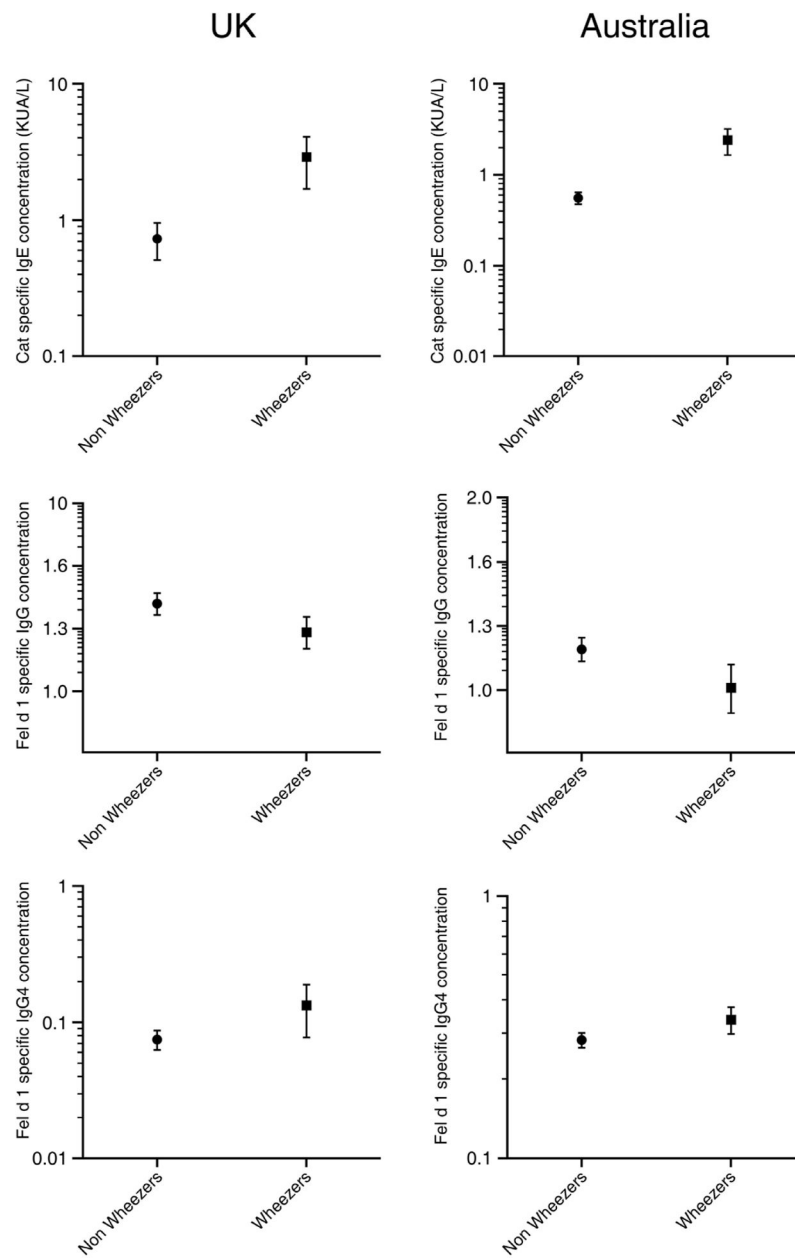 UK
Australia
Cat specific IgE concentration (KUA/L)
10
1
0.1
Non Wheezers
Wheezers
Cat specific IgE concentration (KUA/L)
10
1
0.1
0.01
Non Wheezers
Wheezers
Fel d 1 specific IgG concentration
10
1.6
1.3
1.0
Non Wheezers
Wheezers
Fel d 1 specific IgG concentration
2.0
1.6
1.3
1.0
Non Wheezers
Wheezers
Fel d 1 specific IgG4 concentration
1
0.1
0.01
Non Wheezers
Wheezers
Fel d 1 specific IgG4 concentration
1
0.1
Non Wheezers
Wheezers